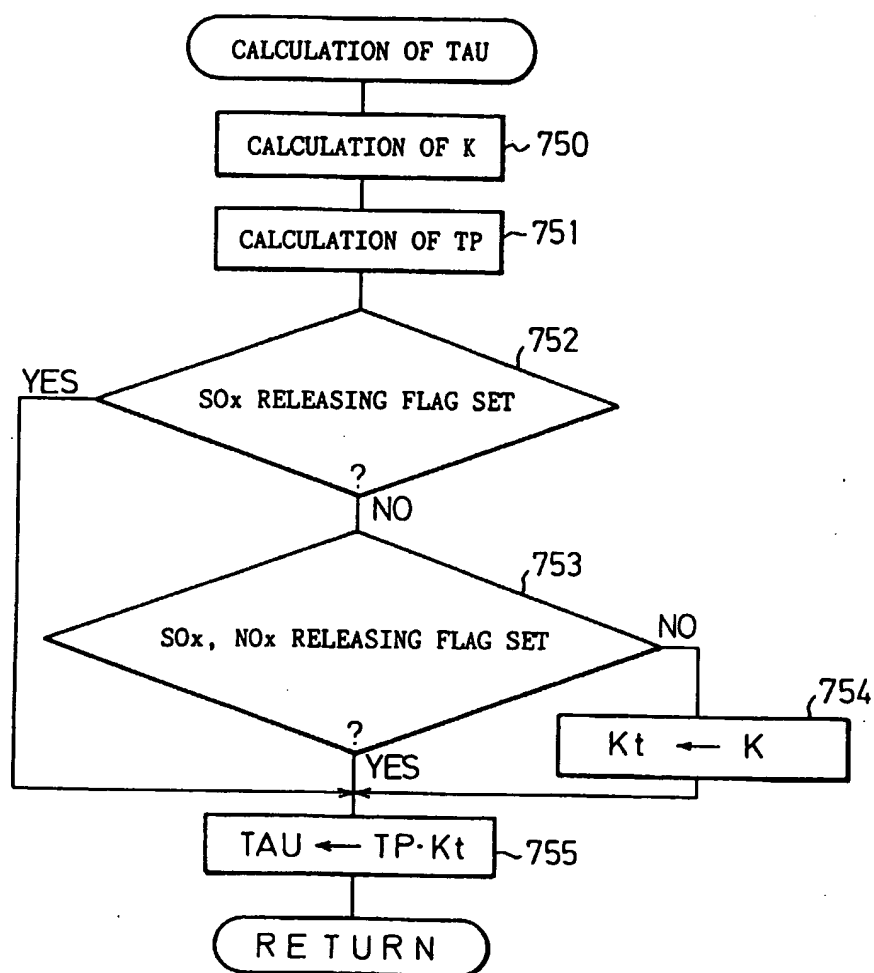 CALCULATION OF TAU
CALCULATION OF K
750
CALCULATION OF TP
751
752
YES
SOx RELEASING FLAG SET
?
NO
753
SOx, NOx RELEASING FLAG SET
NO
754
?
Kt ← K
YES
TAU ← TP·Kt
755
RETURN